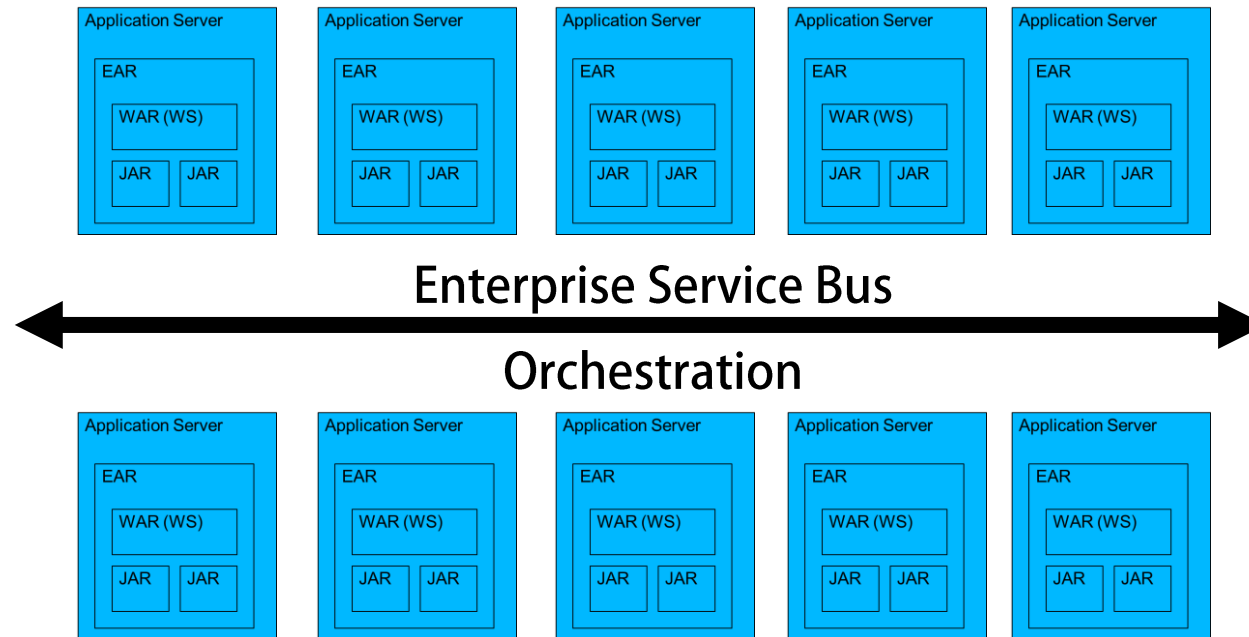 Application Server Application Server Application Server Application Server Application Server
EAR EAR EAR EAR EAR
WAR (WS) WAR (WS) WAR (WS) WAR (WS) WAR (WS)
JAR JAR JAR JAR JAR JAR JAR JAR JAR JAR
Enterprise Service Bus
Orchestration
Application Server Application Server Application Server Application Server Application Server
EAR EAR EAR EAR EAR
WAR (WS) WAR (WS) WAR (WS) WAR (WS) WAR (WS)
JAR JAR JAR JAR JAR JAR JAR JAR JAR JAR